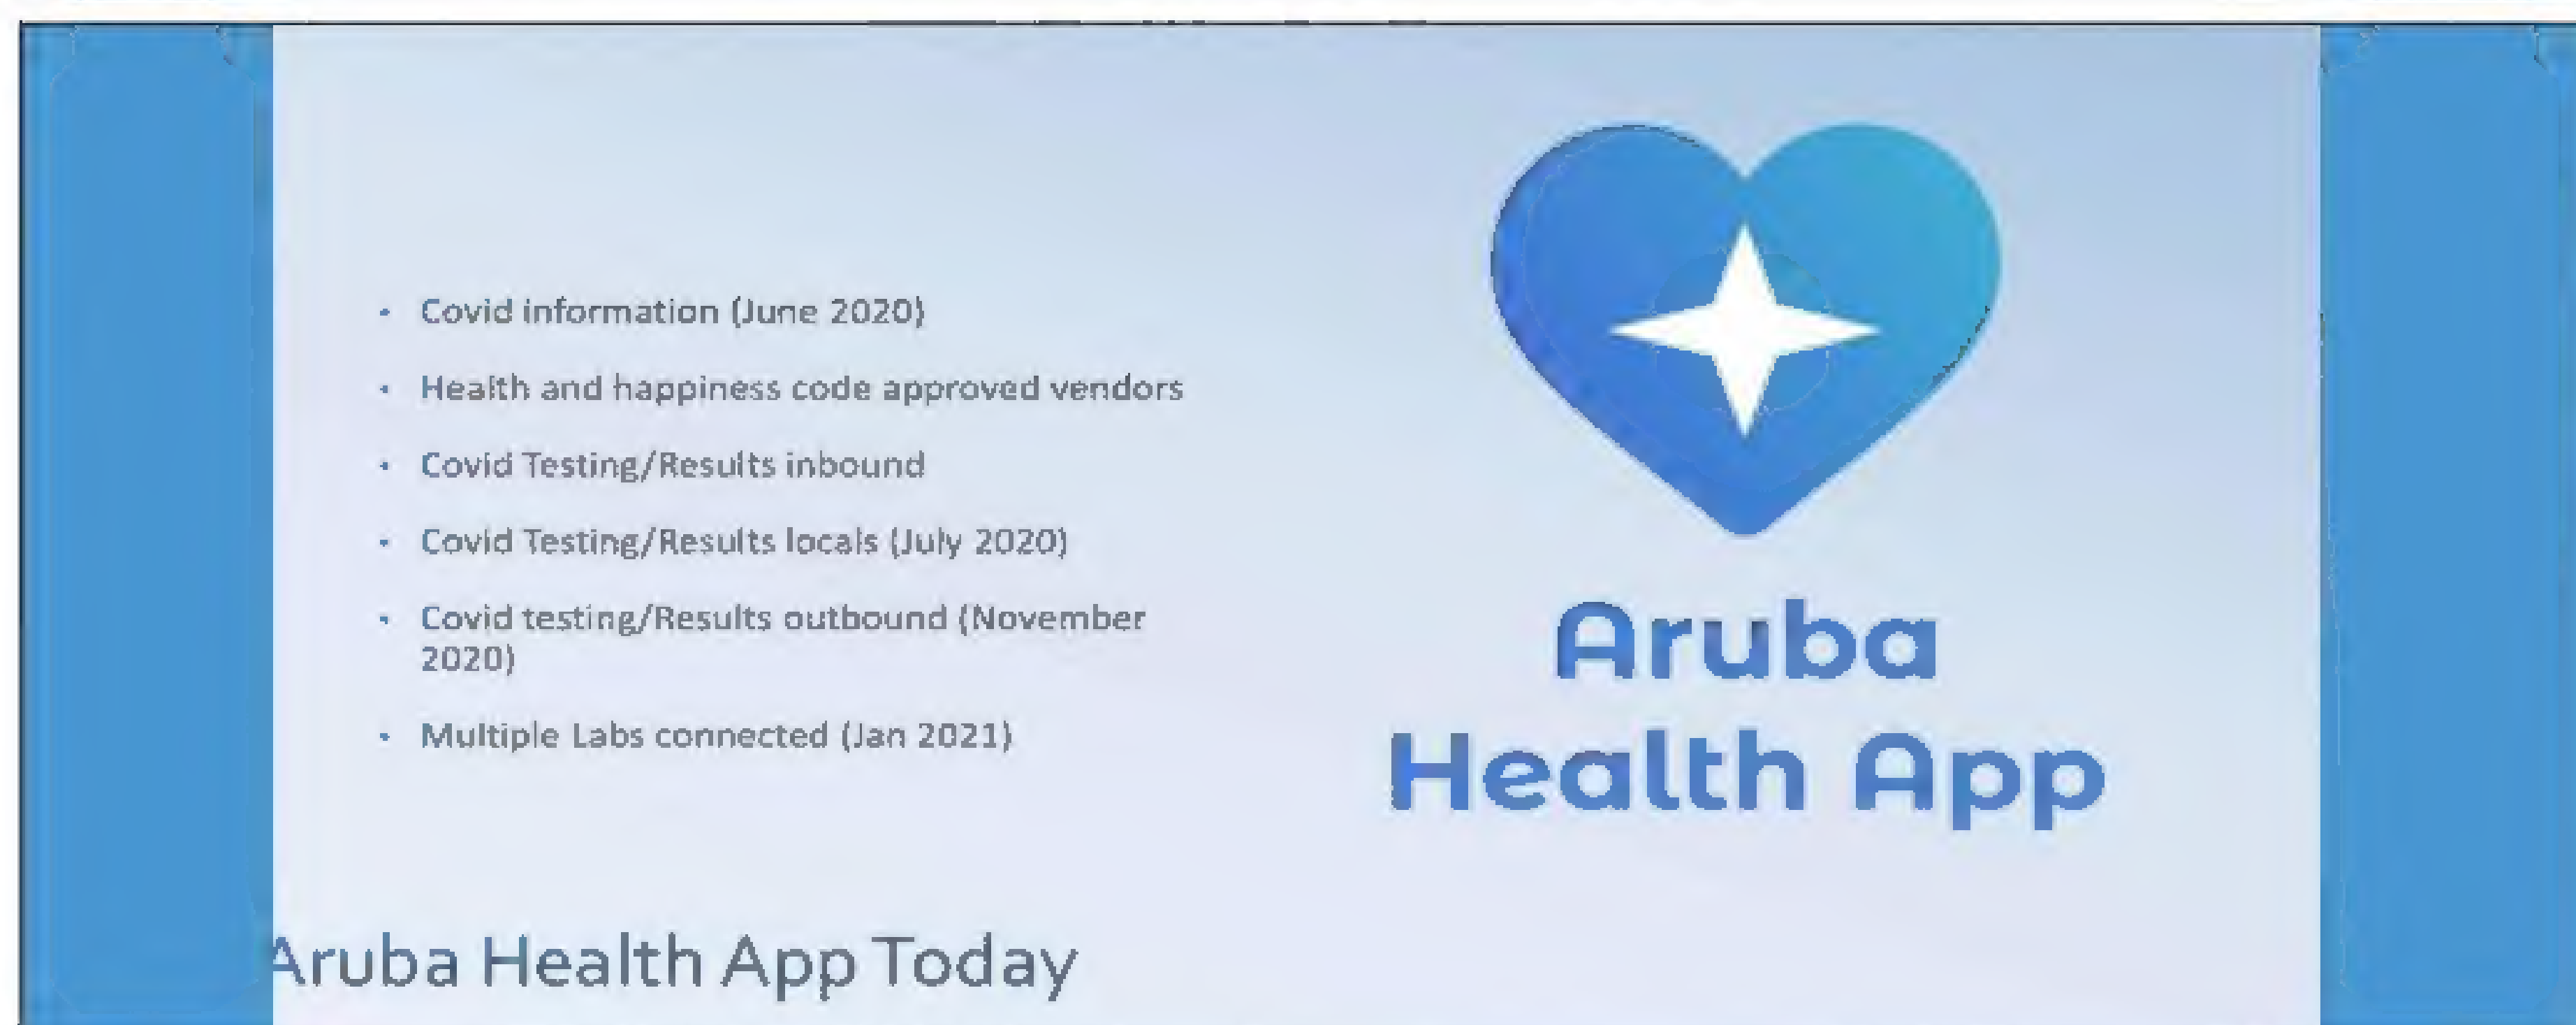 • Covid information (June 2020)
• Health and happiness code approved vendors
• Covid Testing/Results inbound
• Covid Testing/Results locals (July 2020)
• Covid testing/Results outbound (November
2020)
• Multiple Labs connected (Jan 2021)
Aruba
Health App
Aruba Health App Today